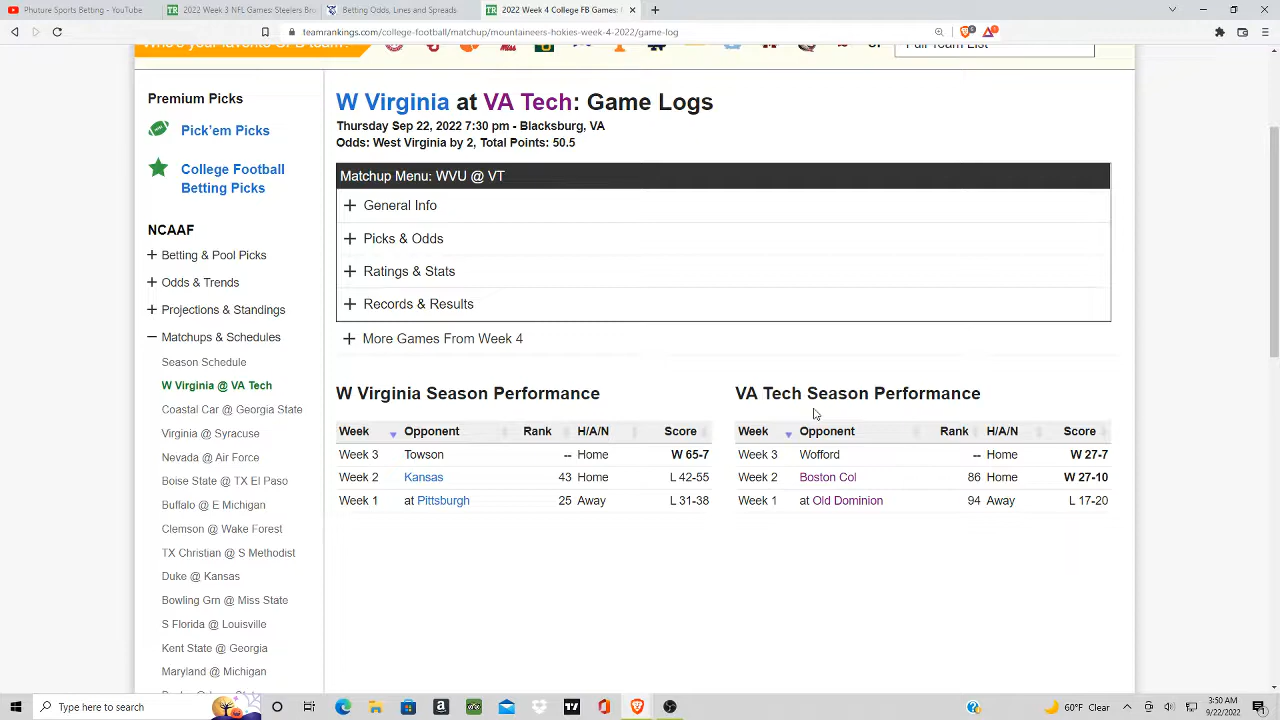 Phuture Sports Betting - YouTube
2022 Week 3 NFL Games: Steelers Bro
Betting Odds, Lines and Spreads
2022 Week 4 College FB Games:
teamrankings.com/college-football/matchup/mountaineers-hokies-week-4-2022/game-log
Who's your favorite CFB team?
Full Team List
Premium Picks
Pick'em Picks
College Football
Betting Picks
NCAAF
+ Betting & Pool Picks
+ Odds & Trends
+ Projections & Standings
− Matchups & Schedules
Season Schedule
W Virginia @ VA Tech
Coastal Car @ Georgia State
Virginia @ Syracuse
Nevada @ Air Force
Boise State @ TX El Paso
Buffalo @ E Michigan
Clemson @ Wake Forest
TX Christian @ S Methodist
Duke @ Kansas
Bowling Grn @ Miss State
S Florida @ Louisville
Kent State @ Georgia
Maryland @ Michigan
W Virginia at VA Tech: Game Logs
Thursday Sep 22, 2022 7:30 pm - Blacksburg, VA
Odds: West Virginia by 2, Total Points: 50.5
Matchup Menu: WVU @ VT
+ General Info
+ Picks & Odds
+ Ratings & Stats
+ Records & Results
+ More Games From Week 4
W Virginia Season Performance
Week Opponent Rank H/A/N Score
Week 3 Towson -- Home W 65-7
Week 2 Kansas 43 Home L 42-55
Week 1 at Pittsburgh 25 Away L 31-38
VA Tech Season Performance
Week Opponent Rank H/A/N Score
Week 3 Wofford -- Home W 27-7
Week 2 Boston Col 86 Home W 27-10
Week 1 at Old Dominion 94 Away L 17-20
Type here to search
60°F Clear
3:50 AM
9/22/2022